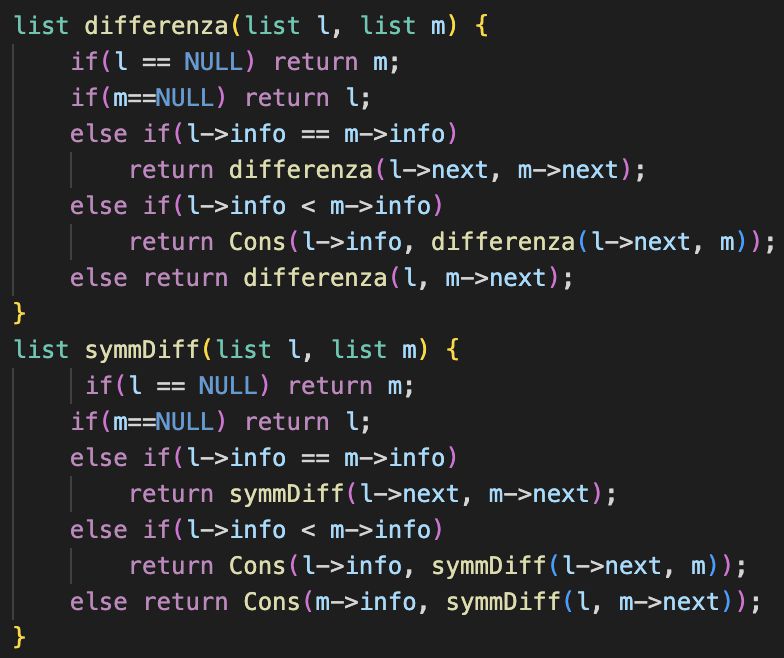 list differenza(list l, list m) {
    if(l == NULL) return m;
    if(m==NULL) return l;
    else if(l->info == m->info)
        return differenza(l->next, m->next);
    else if(l->info < m->info)
        return Cons(l->info, differenza(l->next, m));
    else return differenza(l, m->next);
}
list symmDiff(list l, list m) {
     if(l == NULL) return m;
    if(m==NULL) return l;
    else if(l->info == m->info)
        return symmDiff(l->next, m->next);
    else if(l->info < m->info)
        return Cons(l->info, symmDiff(l->next, m));
    else return Cons(m->info, symmDiff(l, m->next));
}